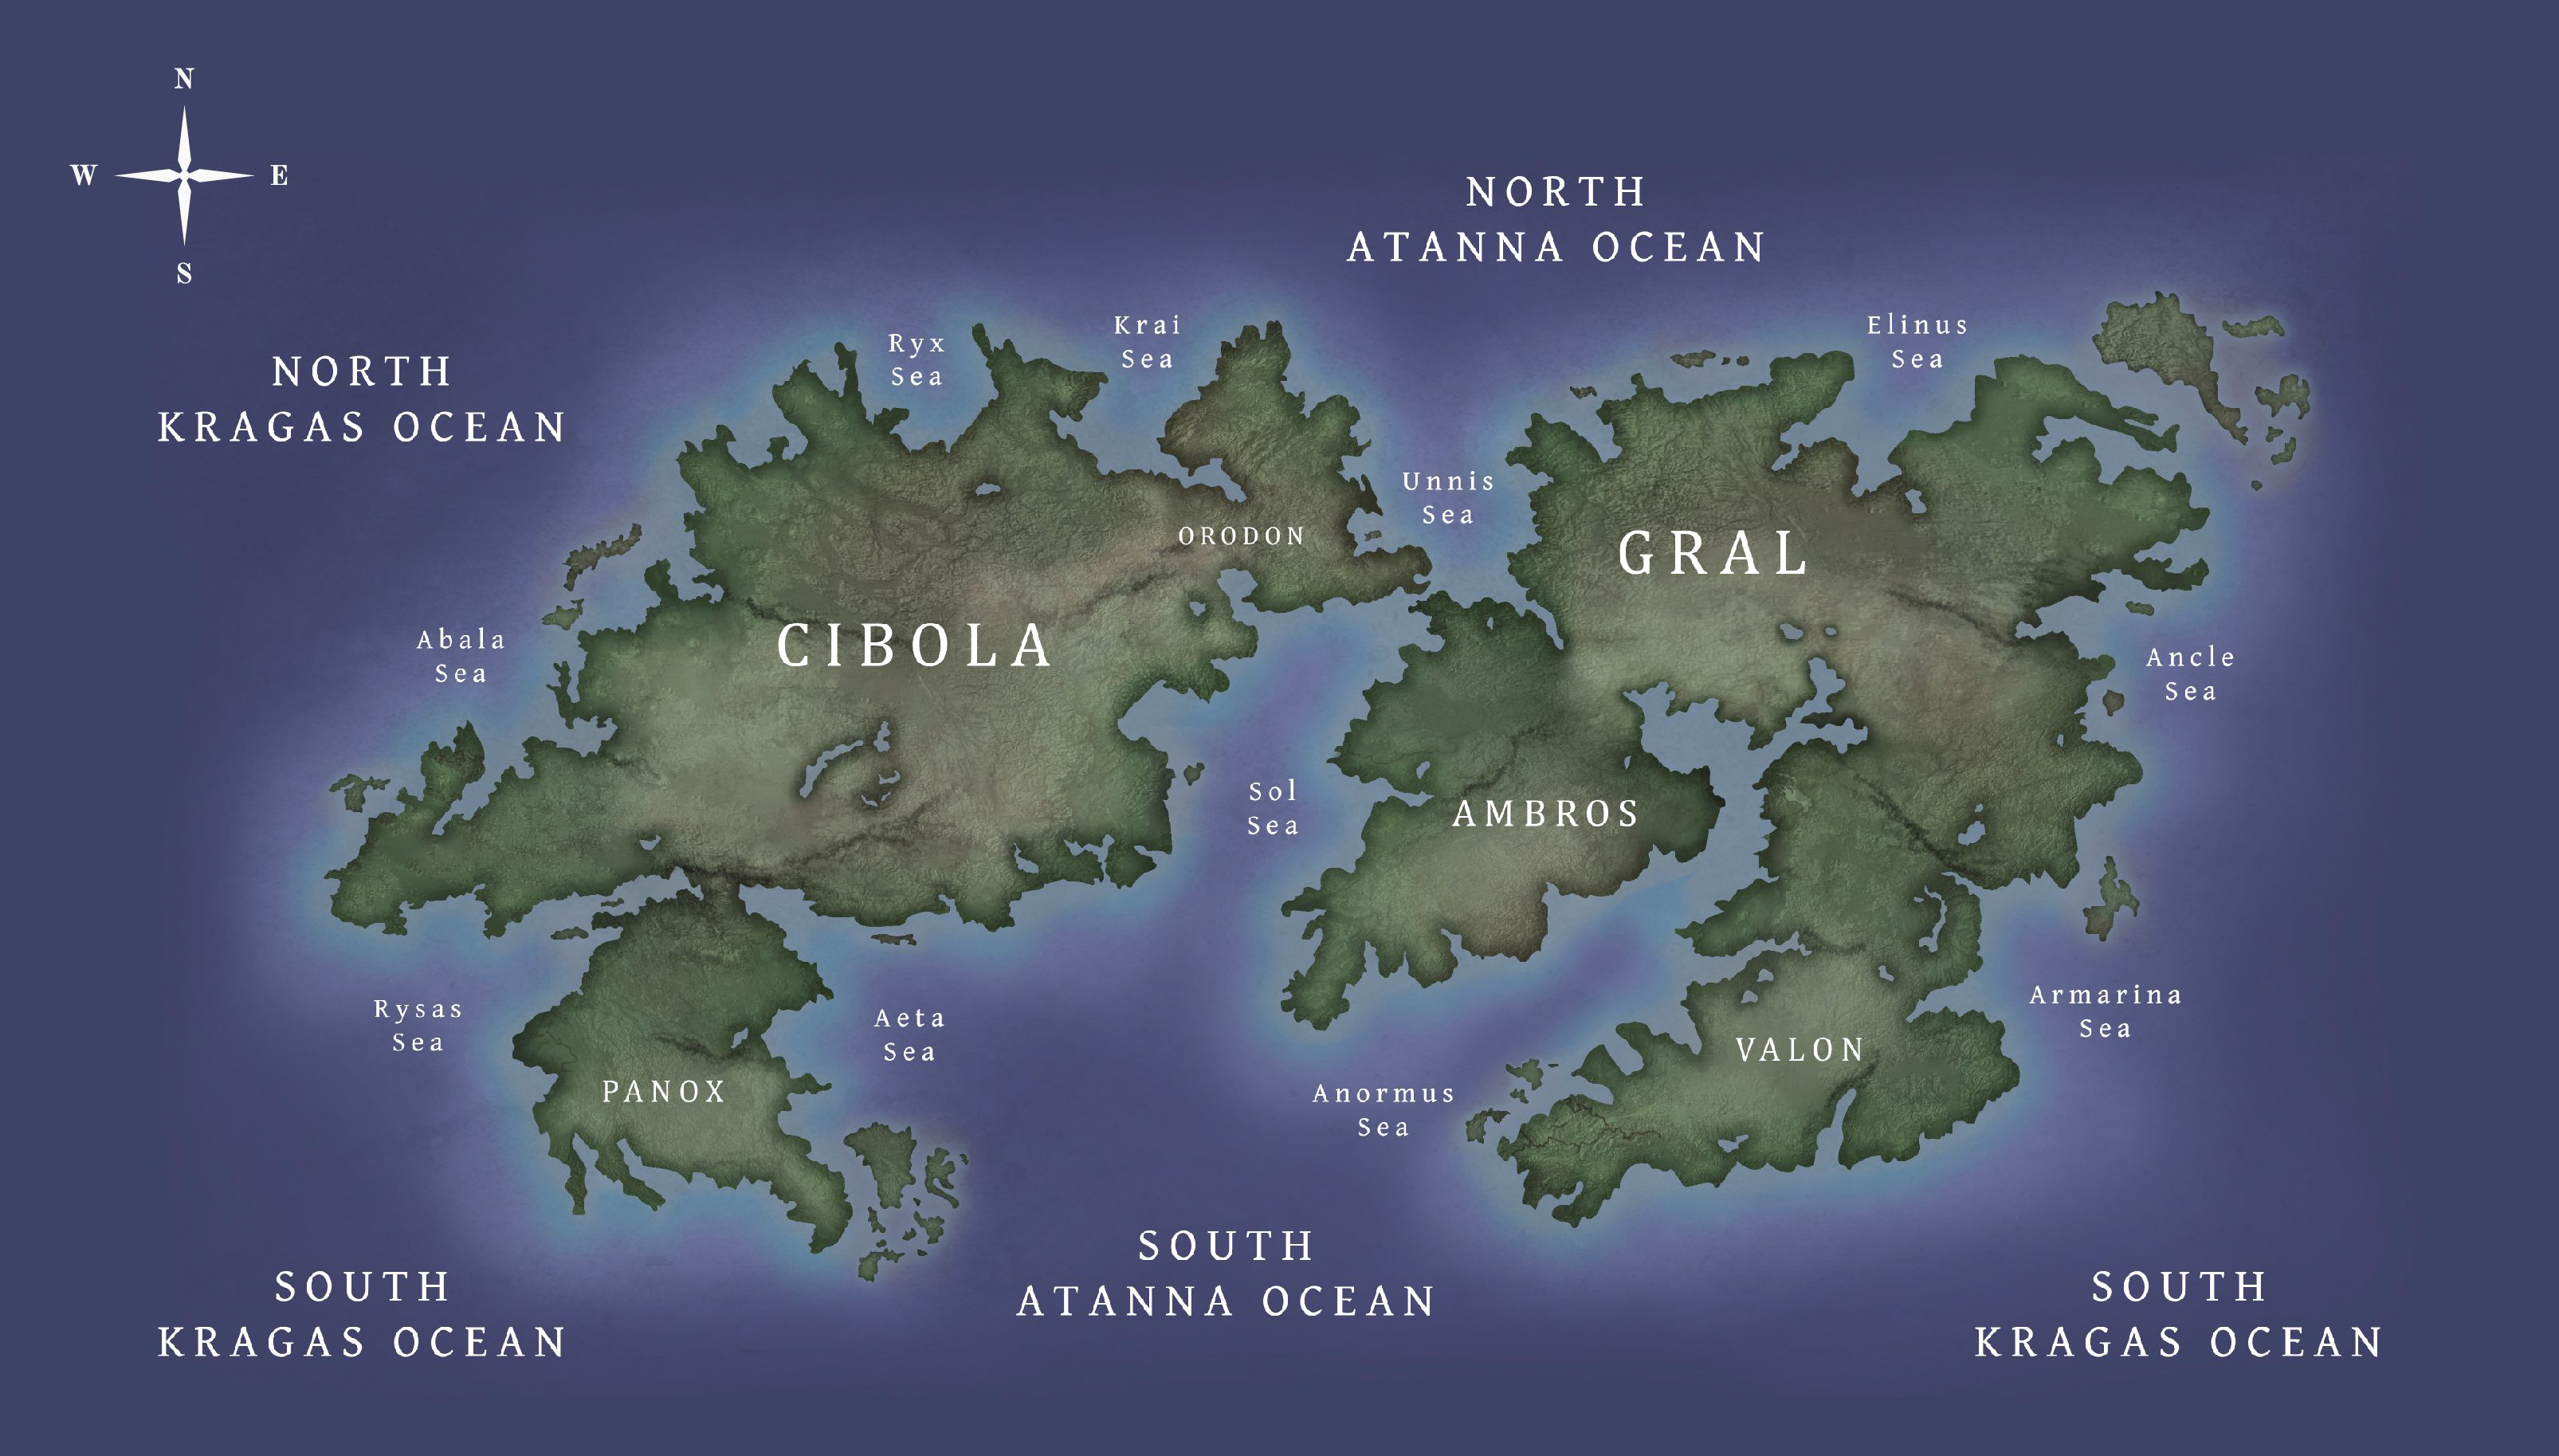 N
W
E
S
NORTH
ATANNA OCEAN
NORTH
KRAGAS OCEAN
Ryx
Sea
Krai
Sea
Elinus
Sea
Unnis
Sea
ORODON
GRAL
CIBOLA
Abala
Sea
Ancle
Sea
Sol
Sea
AMBROS
Rysas
Sea
Aeta
Sea
Armarina
Sea
VALON
PANOX
Anormus
Sea
SOUTH
ATANNA OCEAN
SOUTH
KRAGAS OCEAN
SOUTH
KRAGAS OCEAN